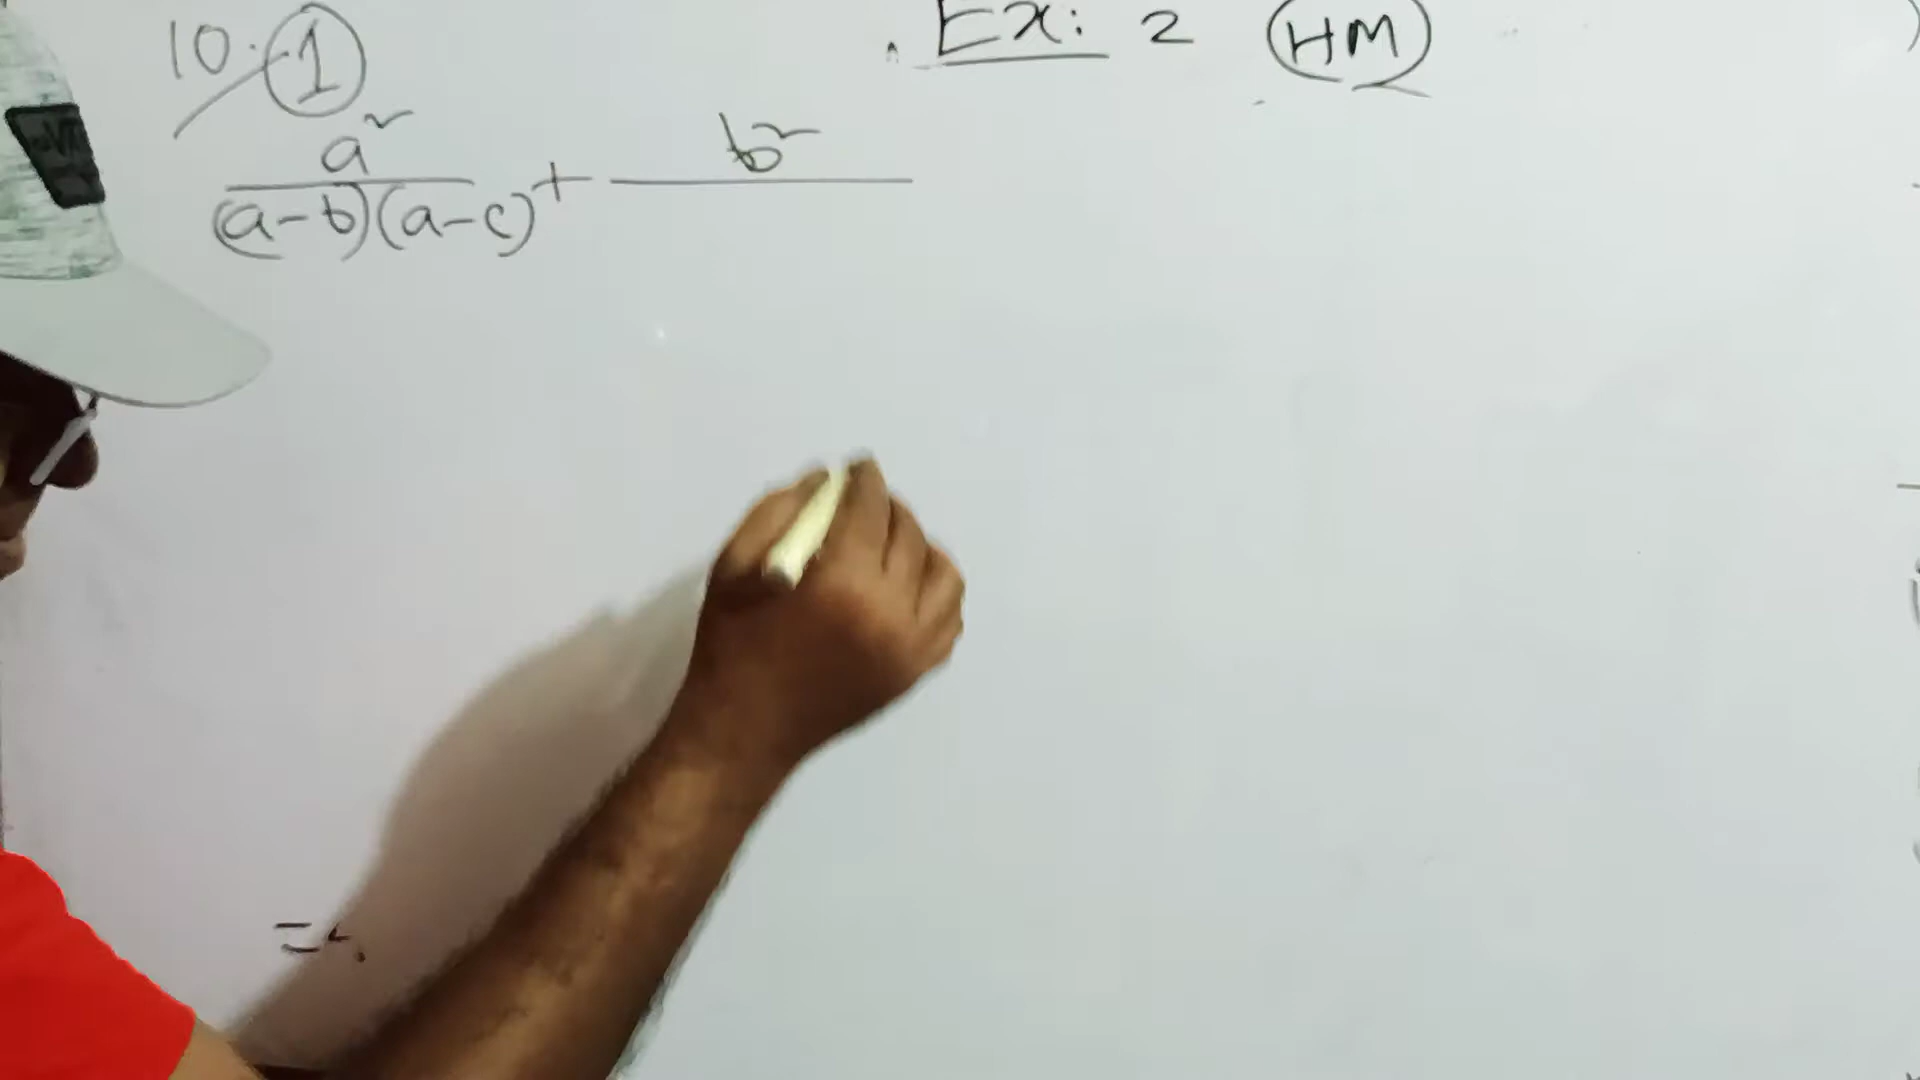 10. 1
Ex: 2 HM
a² b²
(a-b)(a-c) +
=